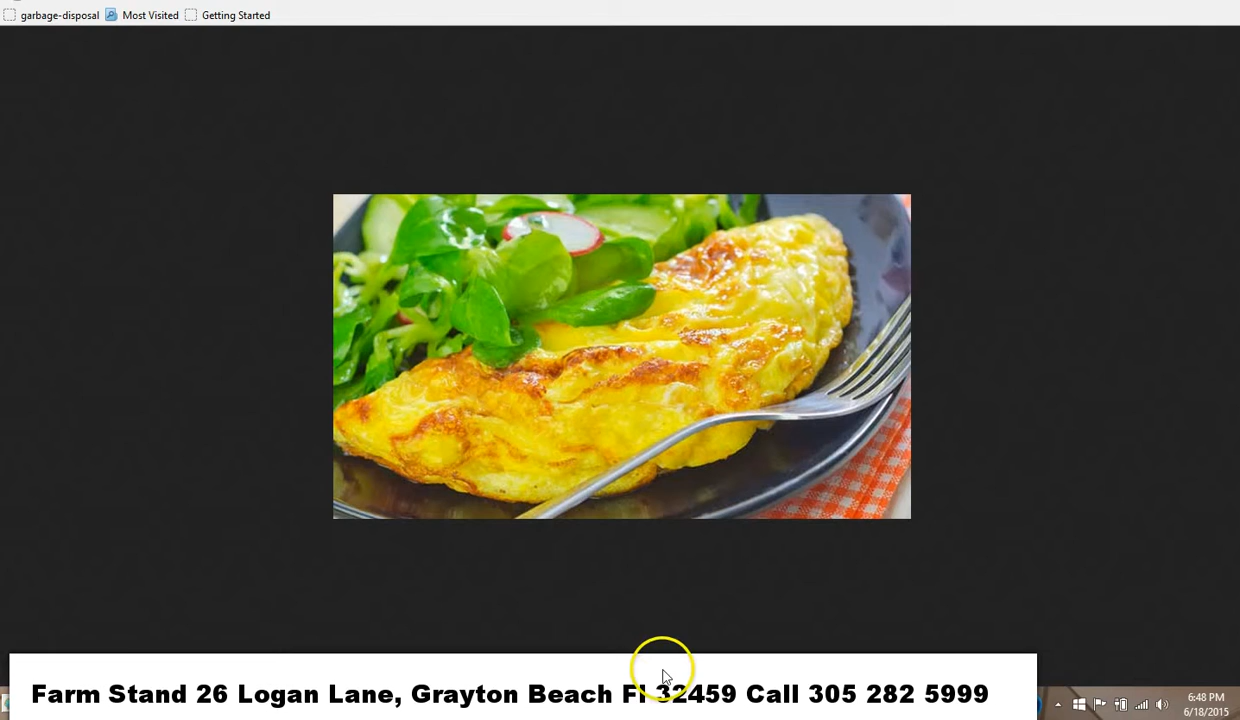 garbage-disposal Most Visited Getting Started
Farm Stand 26 Logan Lane, Grayton Beach Fl 32459 Call 305 282 5999
6:48 PM
6/18/2015